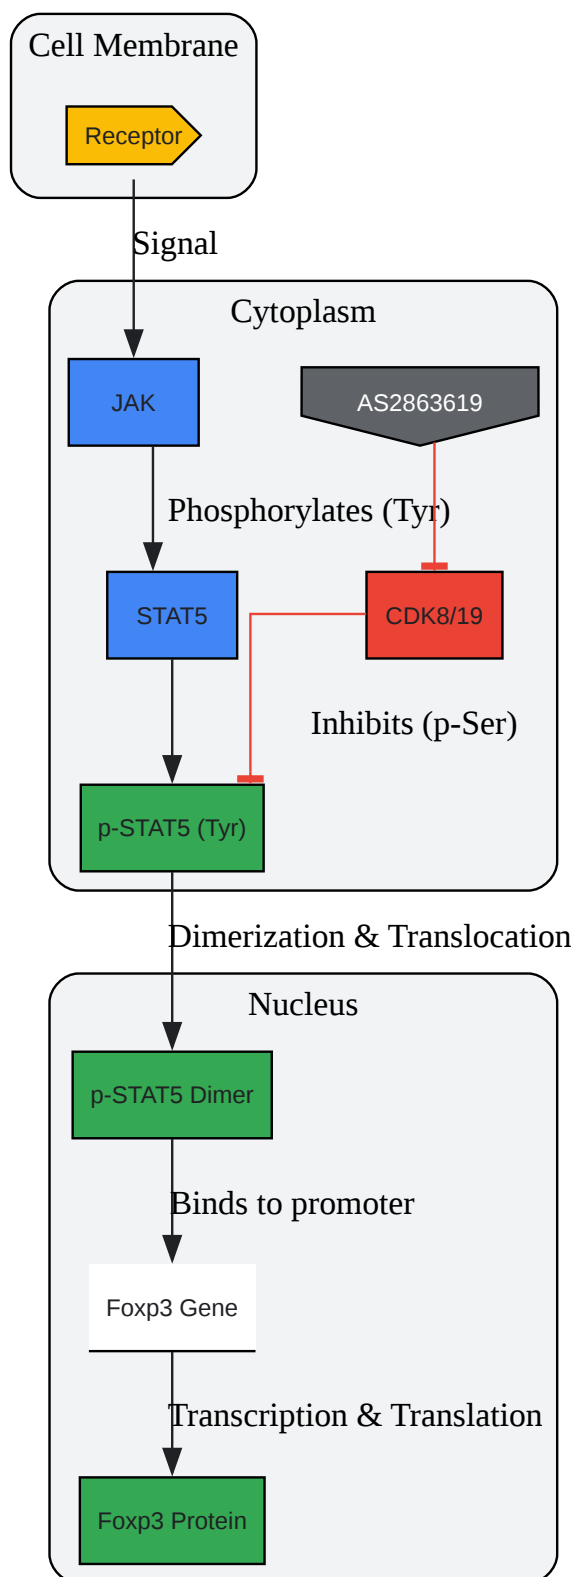 Cell Membrane
Receptor
Signal
Cytoplasm
JAK
AS2863619
Phosphorylates (Tyr)
STAT5
CDK8/19
Inhibits (p-Ser)
p-STAT5 (Tyr)
Dimerization & Translocation
Nucleus
p-STAT5 Dimer
Binds to promoter
Foxp3 Gene
Transcription & Translation
Foxp3 Protein